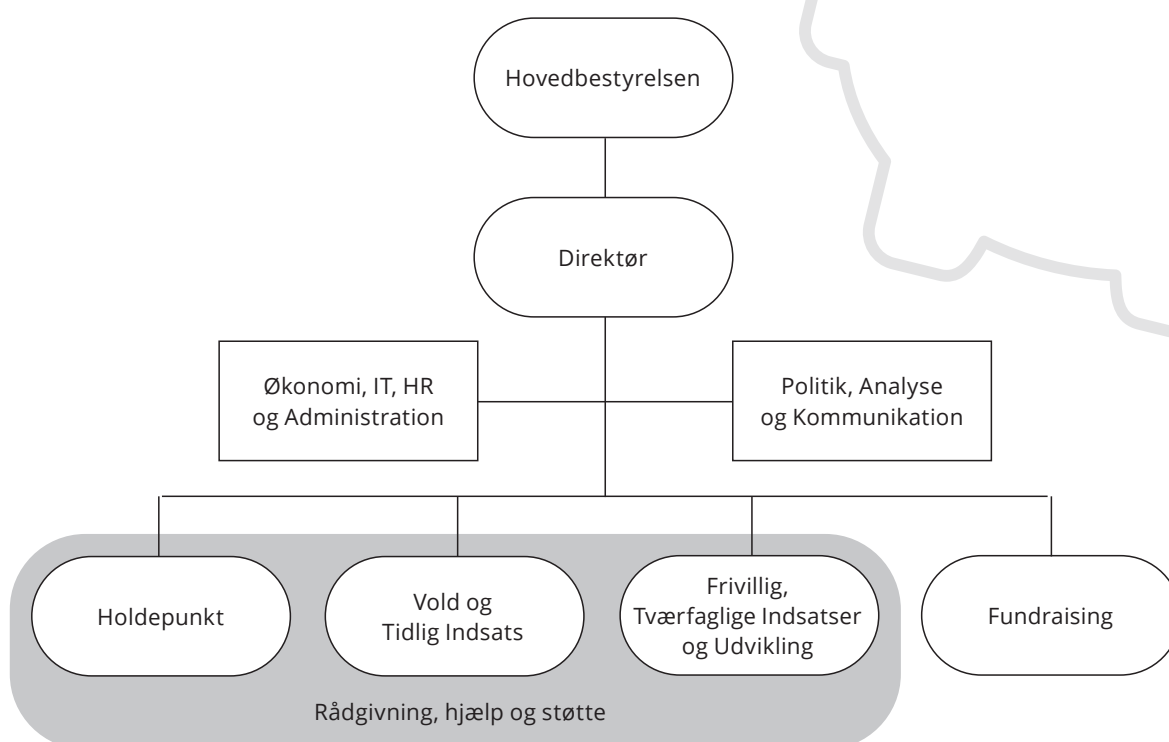 Hovedbestyrelsen
Direktør
Økonomi, IT, HR
og Administration
Politik, Analyse
og Kommunikation
Holdepunkt
Vold og
Tidlig Indsats
Frivillig,
Tværfaglige Indsatser
og Udvikling
Fundraising
Rådgivning, hjælp og støtte